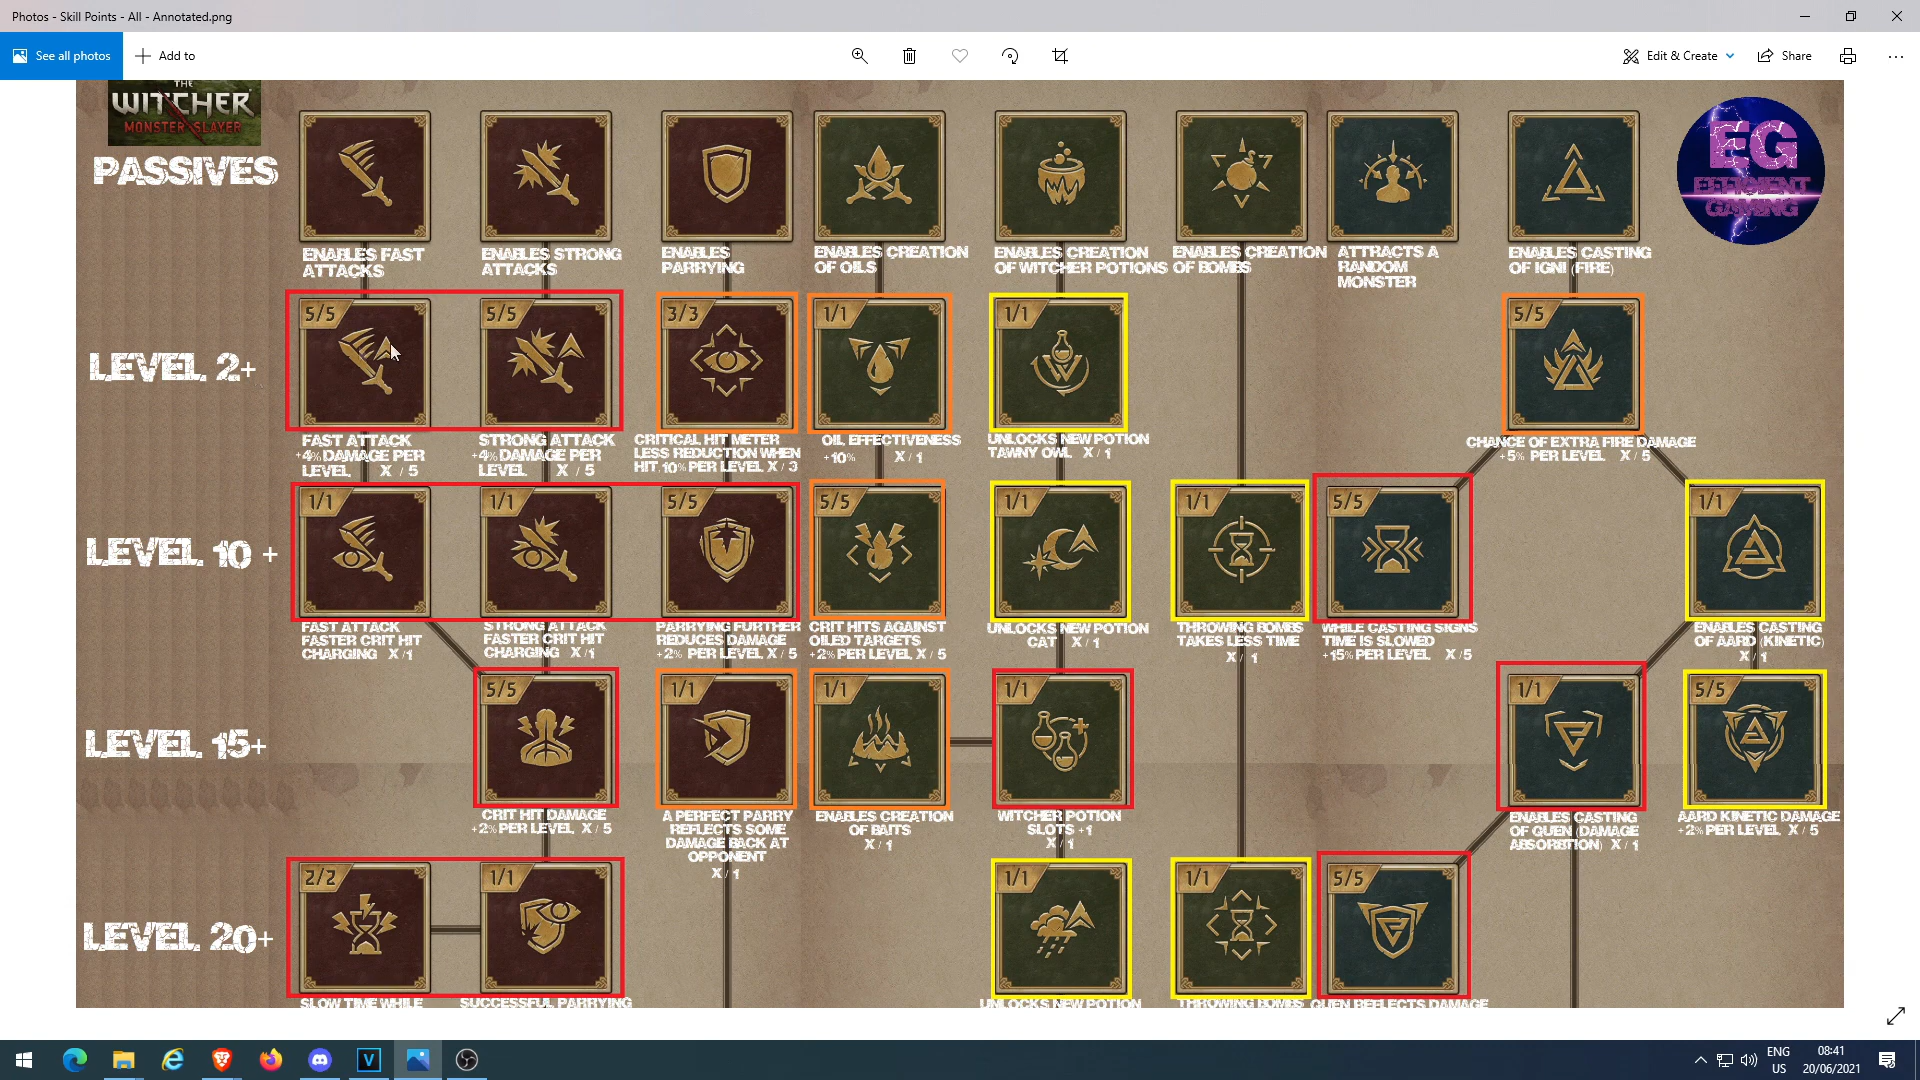 Photos - Skill Points - All - Annotated.png
See all photos
Add to
Edit & Create
Share
THE
WITCHER
MONSTER SLAYER
PASSIVES
EG
EFFICIENT
GAMING
ENABLES FAST
ATTACKS
ENABLES STRONG
ATTACKS
ENABLES
PARRYING
ENABLES CREATION
OF OILS
ENABLES CREATION
OF WITCHER POTIONS
ENABLES CREATION
OF BOMBS
ATTRACTS A
RANDOM
MONSTER
ENABLES CASTING
OF IGNI (FIRE)
LEVEL 2+
5/5
5/5
3/3
1/1
1/1
5/5
FAST ATTACK
+4% DAMAGE PER
LEVEL X / 5
STRONG ATTACK
+4% DAMAGE PER
LEVEL X / 5
CRITICAL HIT METER
LESS REDUCTION WHEN
HIT. 10% PER LEVEL X / 3
OIL EFFECTIVENESS
+10% X / 1
UNLOCKS NEW POTION
TAWNY OWL X / 1
CHANCE OF EXTRA FIRE DAMAGE
+5% PER LEVEL X / 5
LEVEL 10 +
1/1
1/1
5/5
5/5
1/1
1/1
5/5
1/1
FAST ATTACK
FASTER CRIT HIT
CHARGING X /1
STRONG ATTACK
FASTER CRIT HIT
CHARGING X /1
PARRYING FURTHER
REDUCES DAMAGE
+2% PER LEVEL X / 5
CRIT HITS AGAINST
OILED TARGETS
+2% PER LEVEL X / 5
UNLOCKS NEW POTION
CAT X / 1
THROWING BOMBS
TAKES LESS TIME
X / 1
WHILE CASTING SIGNS
TIME IS SLOWED
+15% PER LEVEL X /5
ENABLES CASTING
OF AARD (KINETIC)
X / 1
LEVEL 15+
5/5
1/1
1/1
1/1
1/1
5/5
CRIT HIT DAMAGE
+2% PER LEVEL X / 5
A PERFECT PARRY
REFLECTS SOME
DAMAGE BACK AT
OPPONENT
X / 1
ENABLES CREATION
OF BAITS
X / 1
WITCHER POTION
SLOTS +1
X / 1
ENABLES CASTING
OF QUEN (DAMAGE
ABSORBTION) X / 1
AARD KINETIC DAMAGE
+2% PER LEVEL X / 5
LEVEL 20+
2/2
1/1
1/1
1/1
5/5
SLOW TIME WHILE
SUCCESSFUL PARRYING
UNLOCKS NEW POTION
THROWING BOMBS
QUEN REFLECTS DAMAGE
ENG
US
08:41
20/06/2021